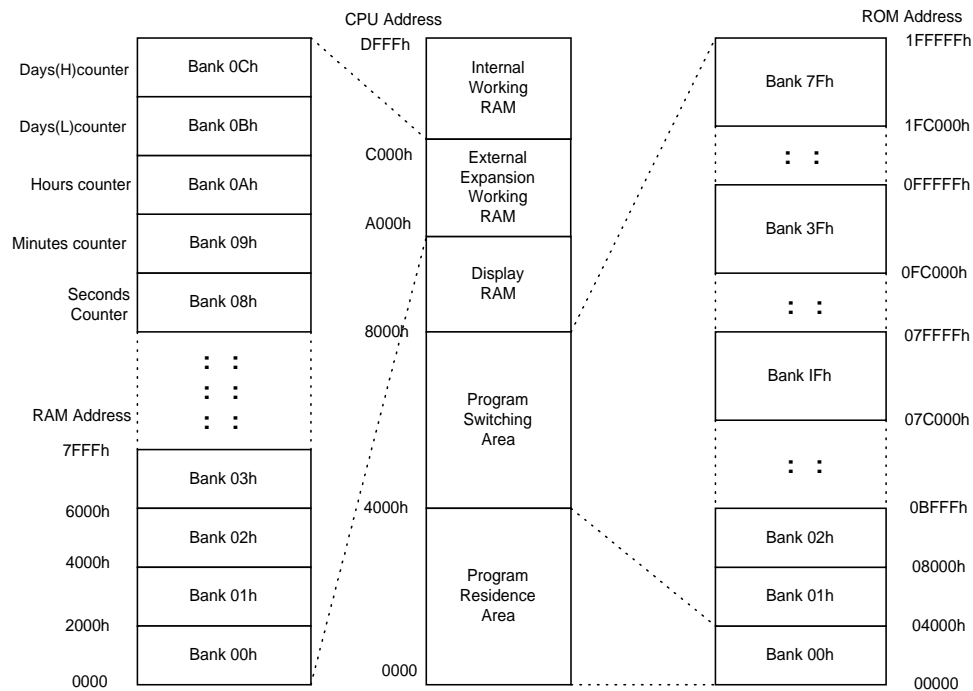 CPU Address
ROM Address
Days(H)counter
Bank 0Ch
Days(L)counter
Bank 0Bh
Hours counter
Bank 0Ah
Minutes counter
Bank 09h
Seconds
Counter
Bank 08h
: :
: :
: :
RAM Address
7FFFh
Bank 03h
6000h
Bank 02h
4000h
Bank 01h
2000h
Bank 00h
0000
DFFFh
Internal
Working
RAM
C000h
External
Expansion
Working
RAM
A000h
Display
RAM
8000h
Program
Switching
Area
4000h
Program
Residence
Area
0000
1FFFFFh
Bank 7Fh
1FC000h
: :
0FFFFFh
Bank 3Fh
0FC000h
: :
07FFFFh
Bank IFh
07C000h
: :
0BFFFh
Bank 02h
08000h
Bank 01h
04000h
Bank 00h
00000